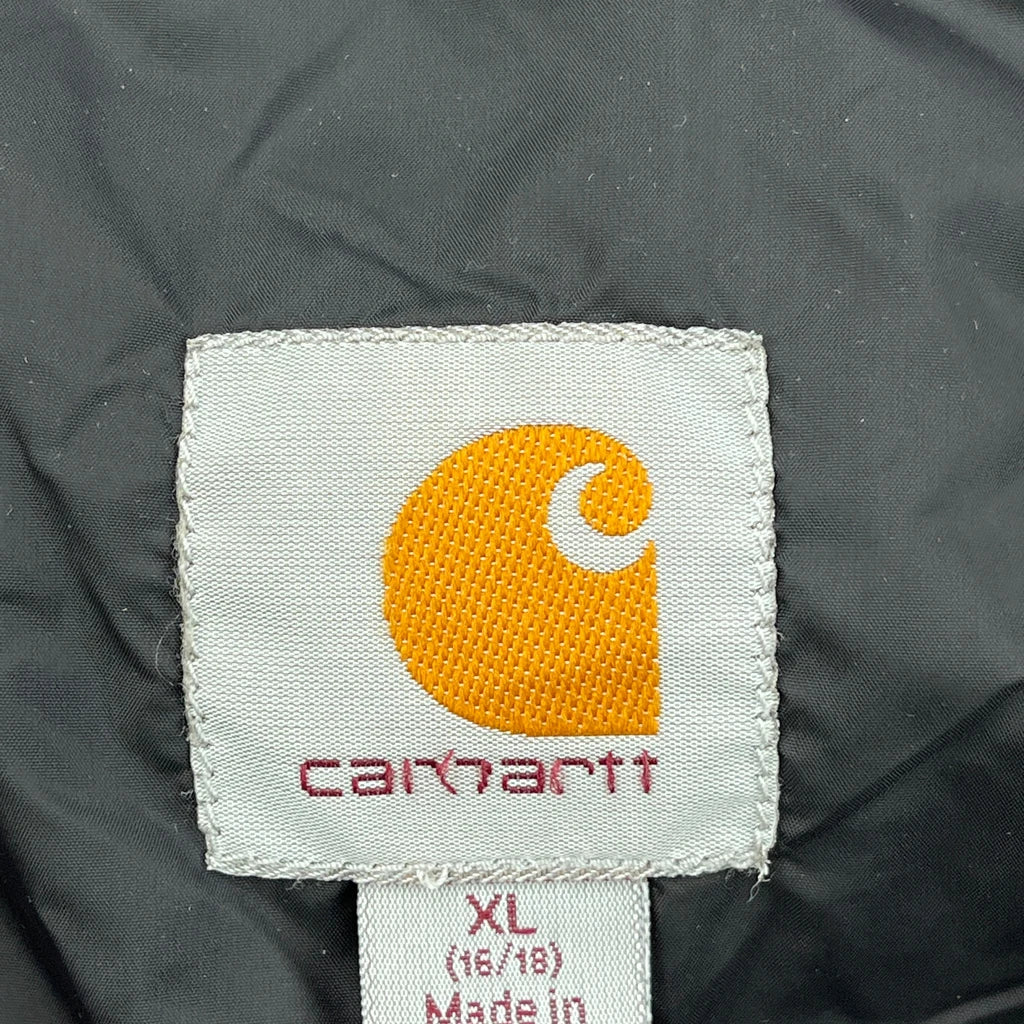 carhartt
XL
(16/18)
Made in